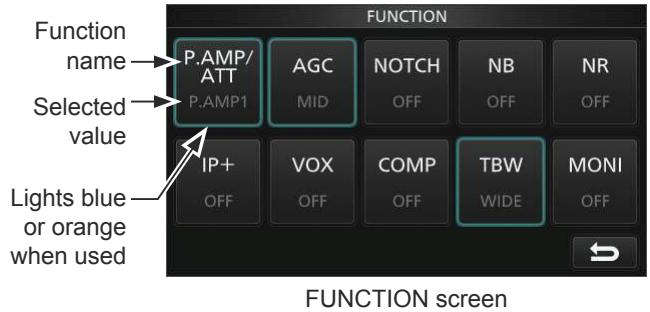 FUNCTION
Function
name
Selected
value
Lights blue
or orange
when used
P.AMP/
ATT
P.AMP1
AGC
MID
NOTCH
OFF
NB
OFF
NR
OFF
IP+
OFF
VOX
OFF
COMP
OFF
TBW
WIDE
MONI
OFF
FUNCTION screen